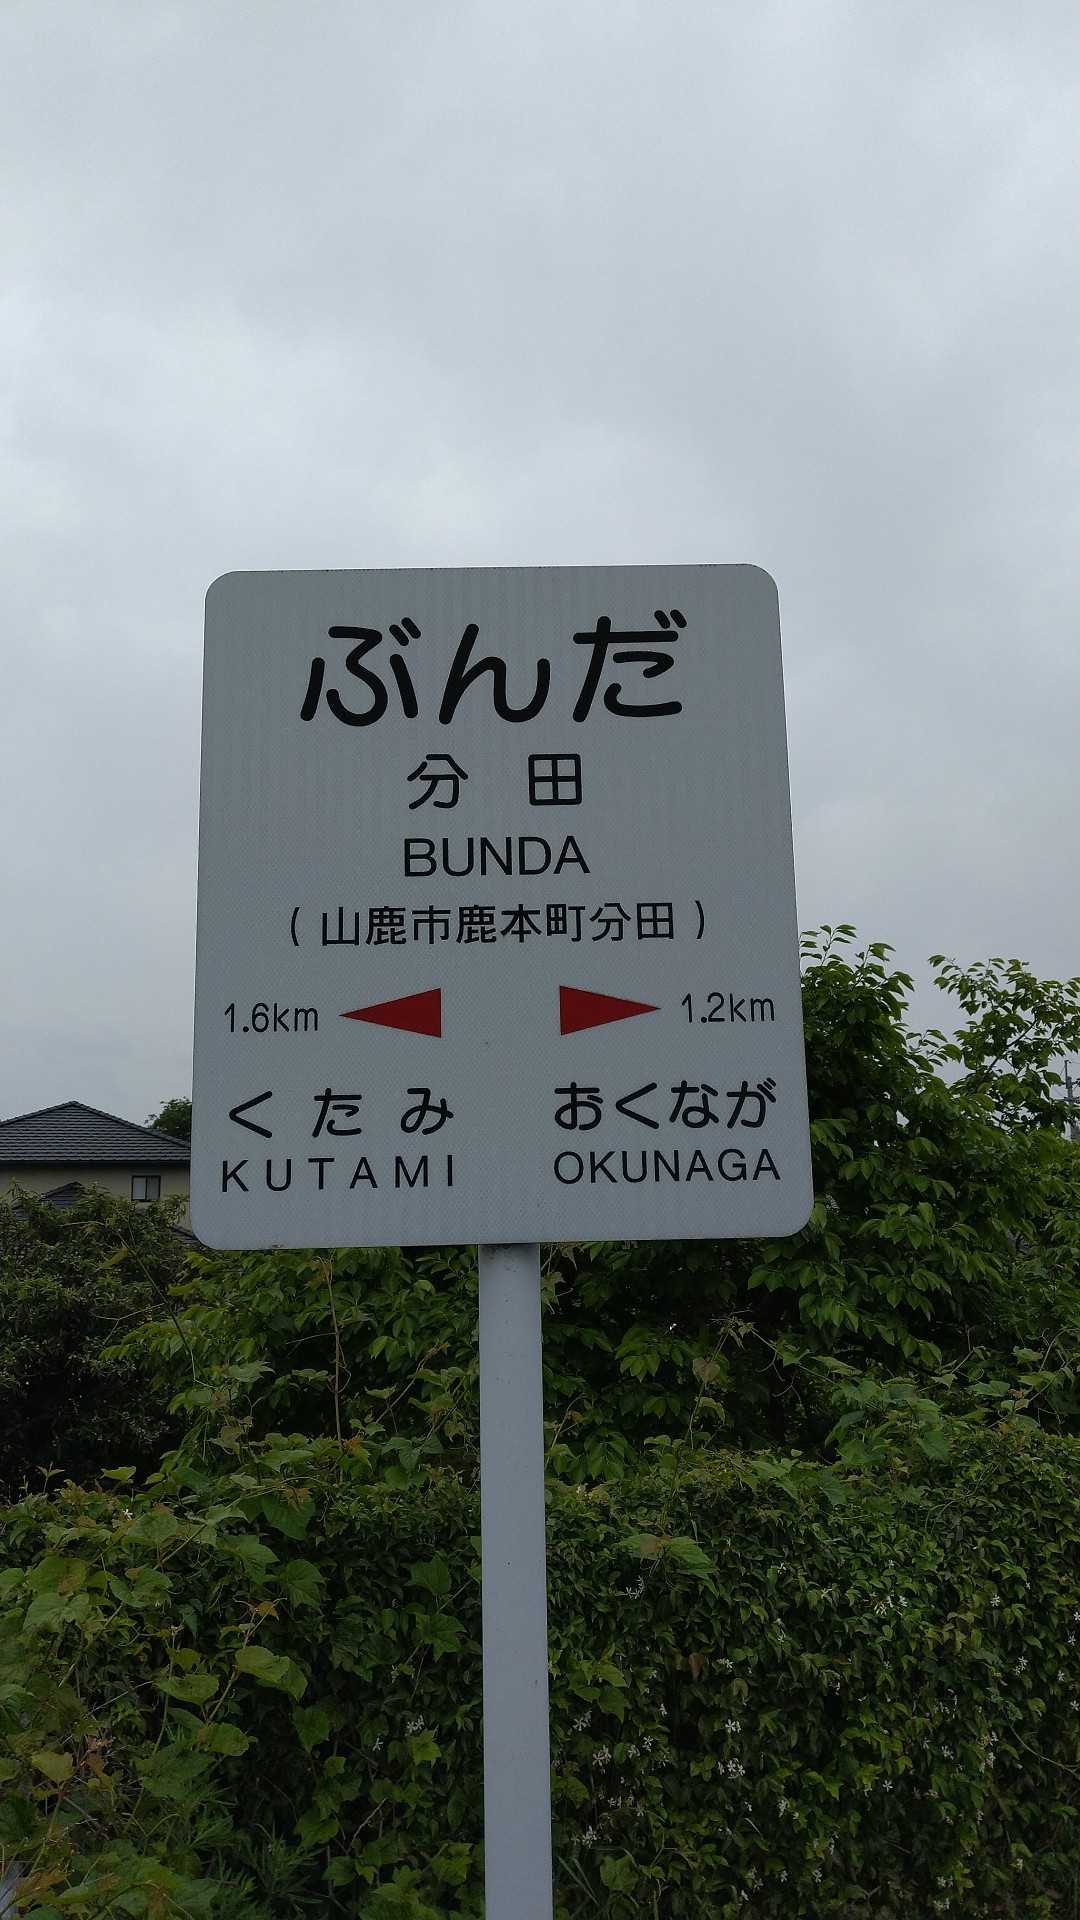 ぶんだ
分田
BUNDA
(山鹿市鹿本町分田)
1.6km 1.2km
くたみ おくなが
KUTAMI OKUNAGA